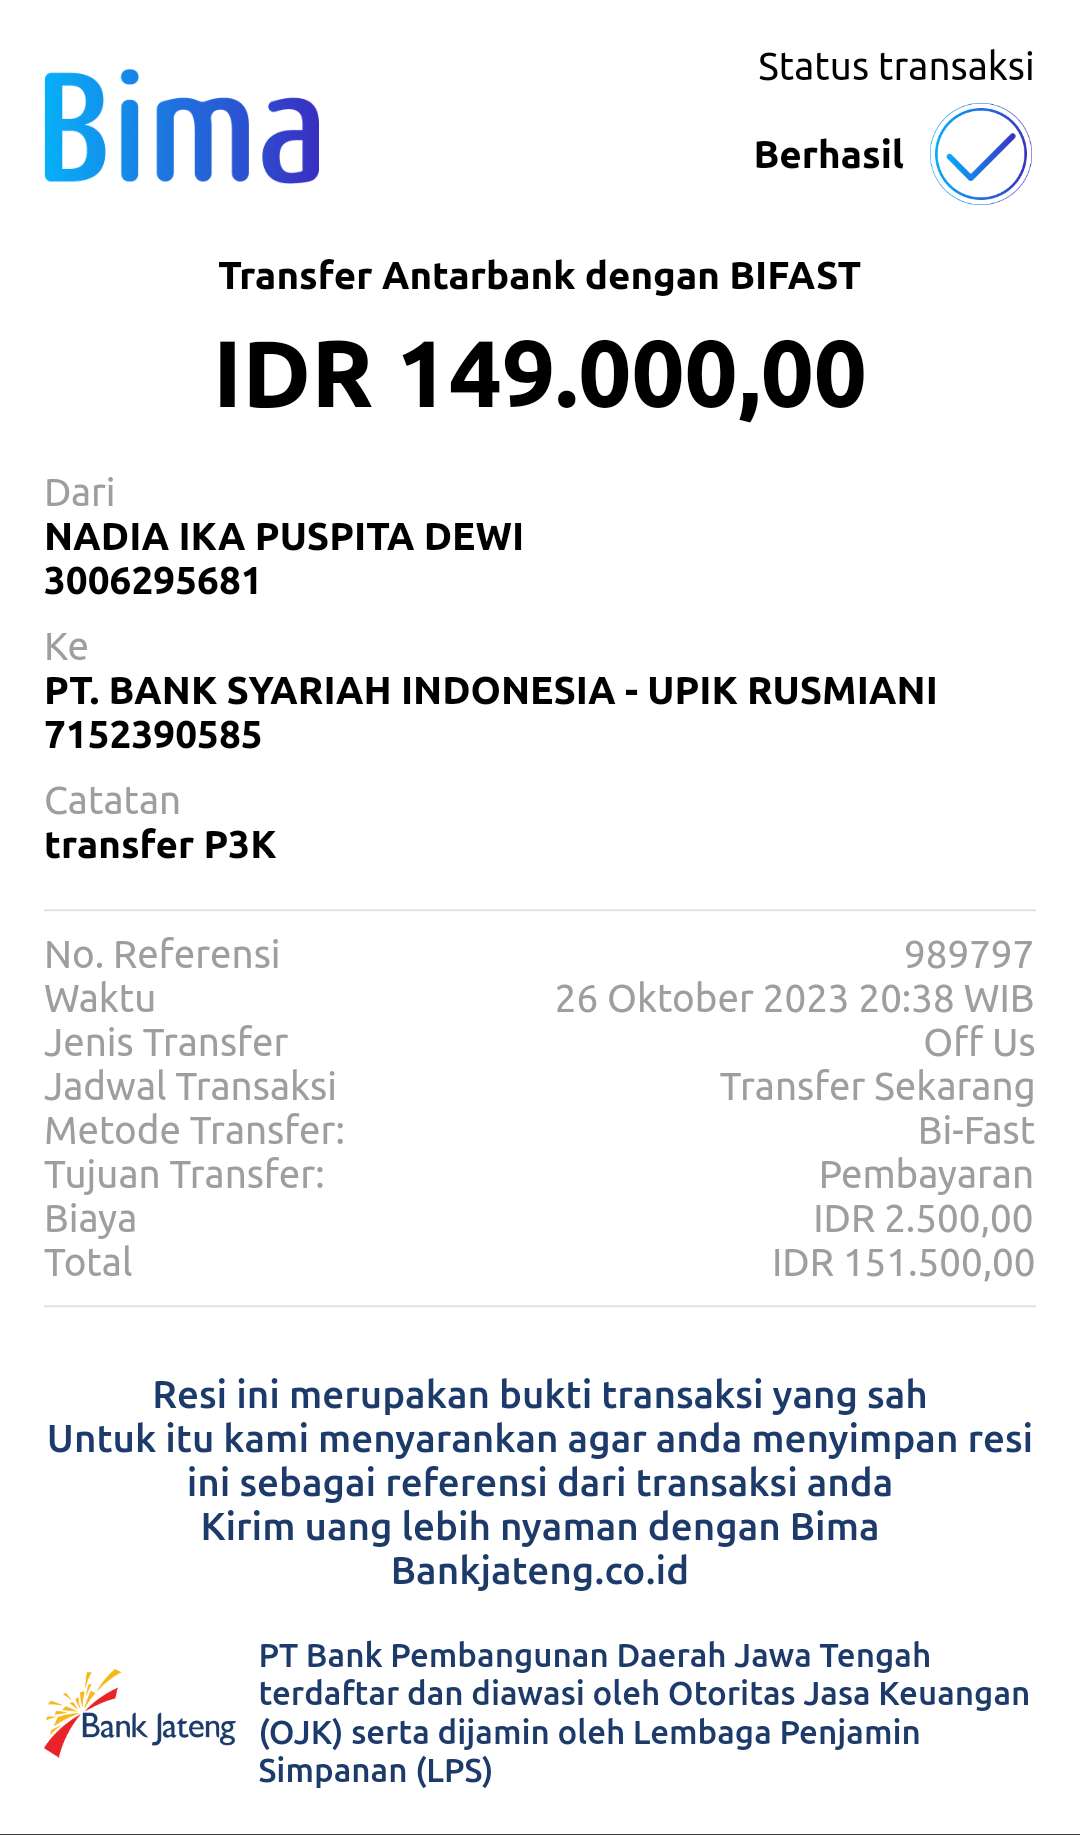 Bima
Status transaksi
Berhasil
Transfer Antarbank dengan BIFAST
IDR 149.000,00
Dari
NADIA IKA PUSPITA DEWI
3006295681
Ke
PT. BANK SYARIAH INDONESIA - UPIK RUSMIANI
7152390585
Catatan
transfer P3K
No. Referensi 989797
Waktu 26 Oktober 2023 20:38 WIB
Jenis Transfer Off Us
Jadwal Transaksi Transfer Sekarang
Metode Transfer: Bi-Fast
Tujuan Transfer: Pembayaran
Biaya IDR 2.500,00
Total IDR 151.500,00
Resi ini merupakan bukti transaksi yang sah
Untuk itu kami menyarankan agar anda menyimpan resi
ini sebagai referensi dari transaksi anda
Kirim uang lebih nyaman dengan Bima
Bankjateng.co.id
Bank Jateng
PT Bank Pembangunan Daerah Jawa Tengah
terdaftar dan diawasi oleh Otoritas Jasa Keuangan
(OJK) serta dijamin oleh Lembaga Penjamin
Simpanan (LPS)